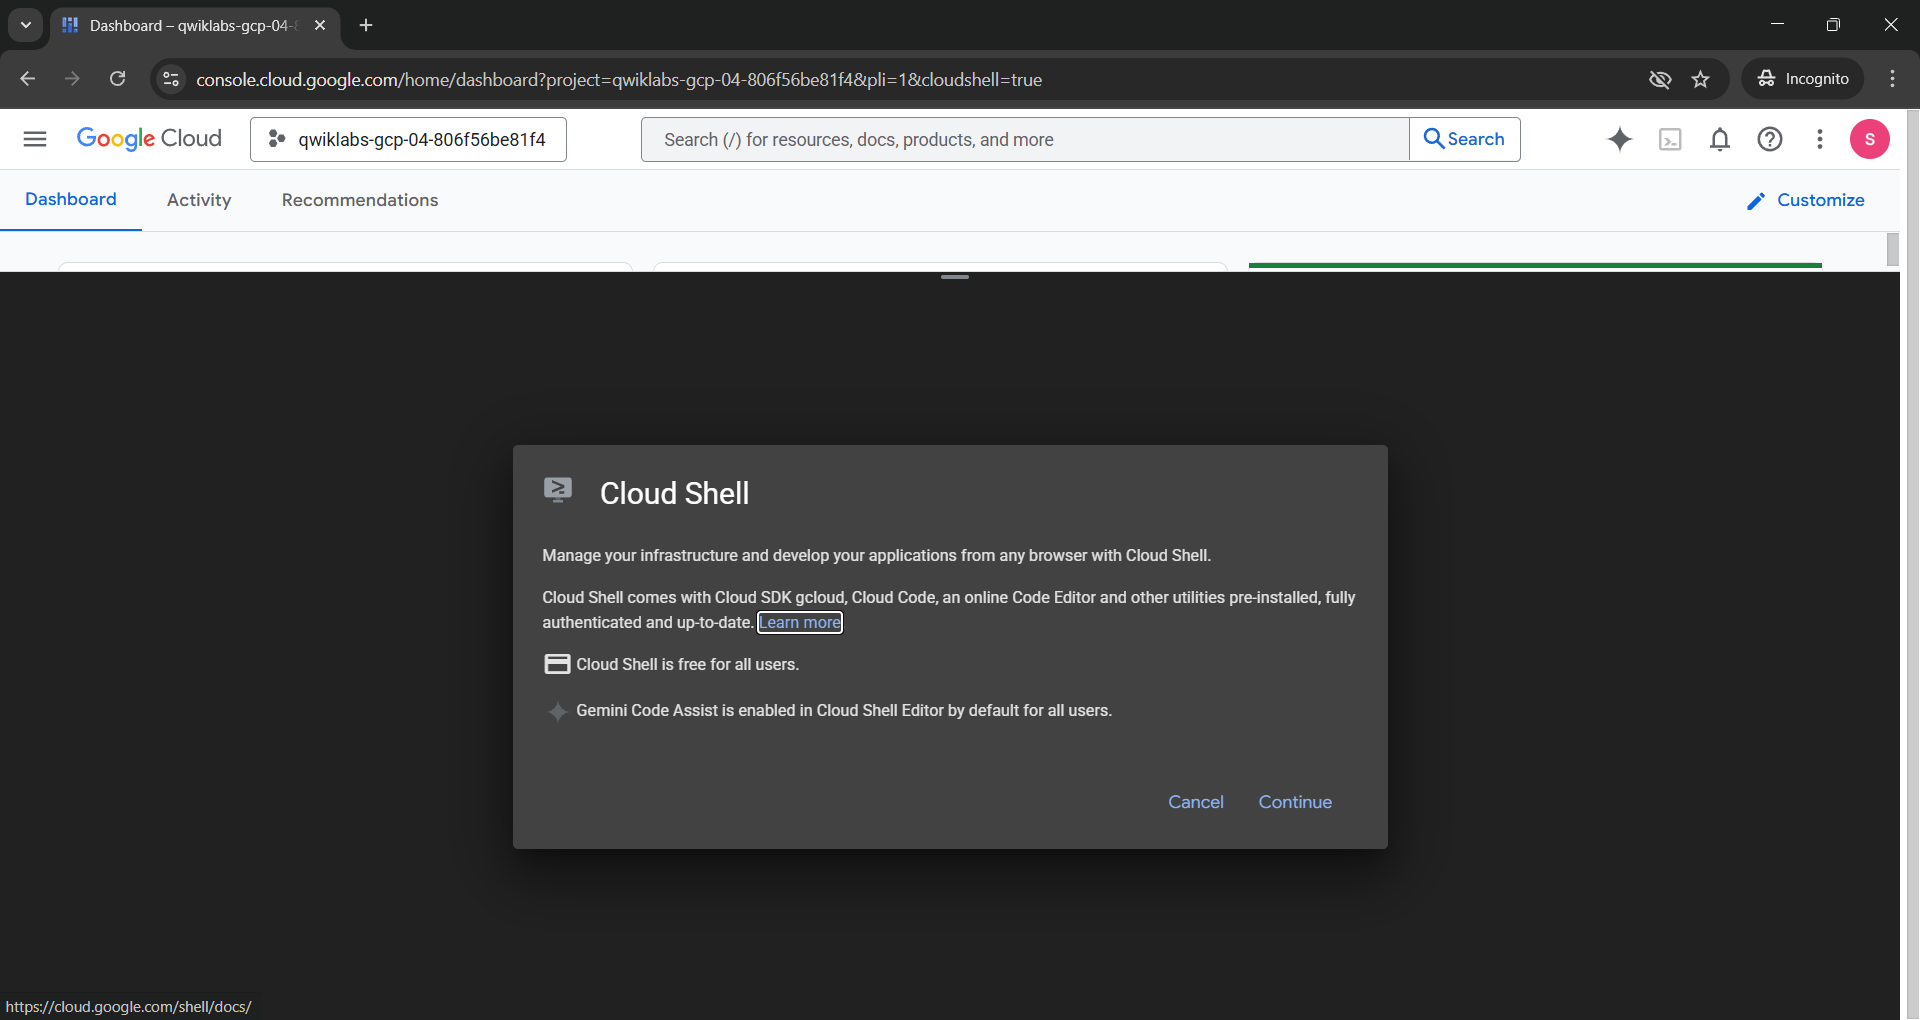 Dashboard – qwiklabs-gcp-04-8
console.cloud.google.com/home/dashboard?project=qwiklabs-gcp-04-806f56be81f4&pli=1&cloudshell=true
Incognito
Google Cloud
qwiklabs-gcp-04-806f56be81f4
Search (/) for resources, docs, products, and more
Search
S
Dashboard
Activity
Recommendations
Customize
Cloud Shell
Manage your infrastructure and develop your applications from any browser with Cloud Shell.
Cloud Shell comes with Cloud SDK gcloud, Cloud Code, an online Code Editor and other utilities pre-installed, fully
authenticated and up-to-date. Learn more
Cloud Shell is free for all users.
Gemini Code Assist is enabled in Cloud Shell Editor by default for all users.
Cancel
Continue
https://cloud.google.com/shell/docs/